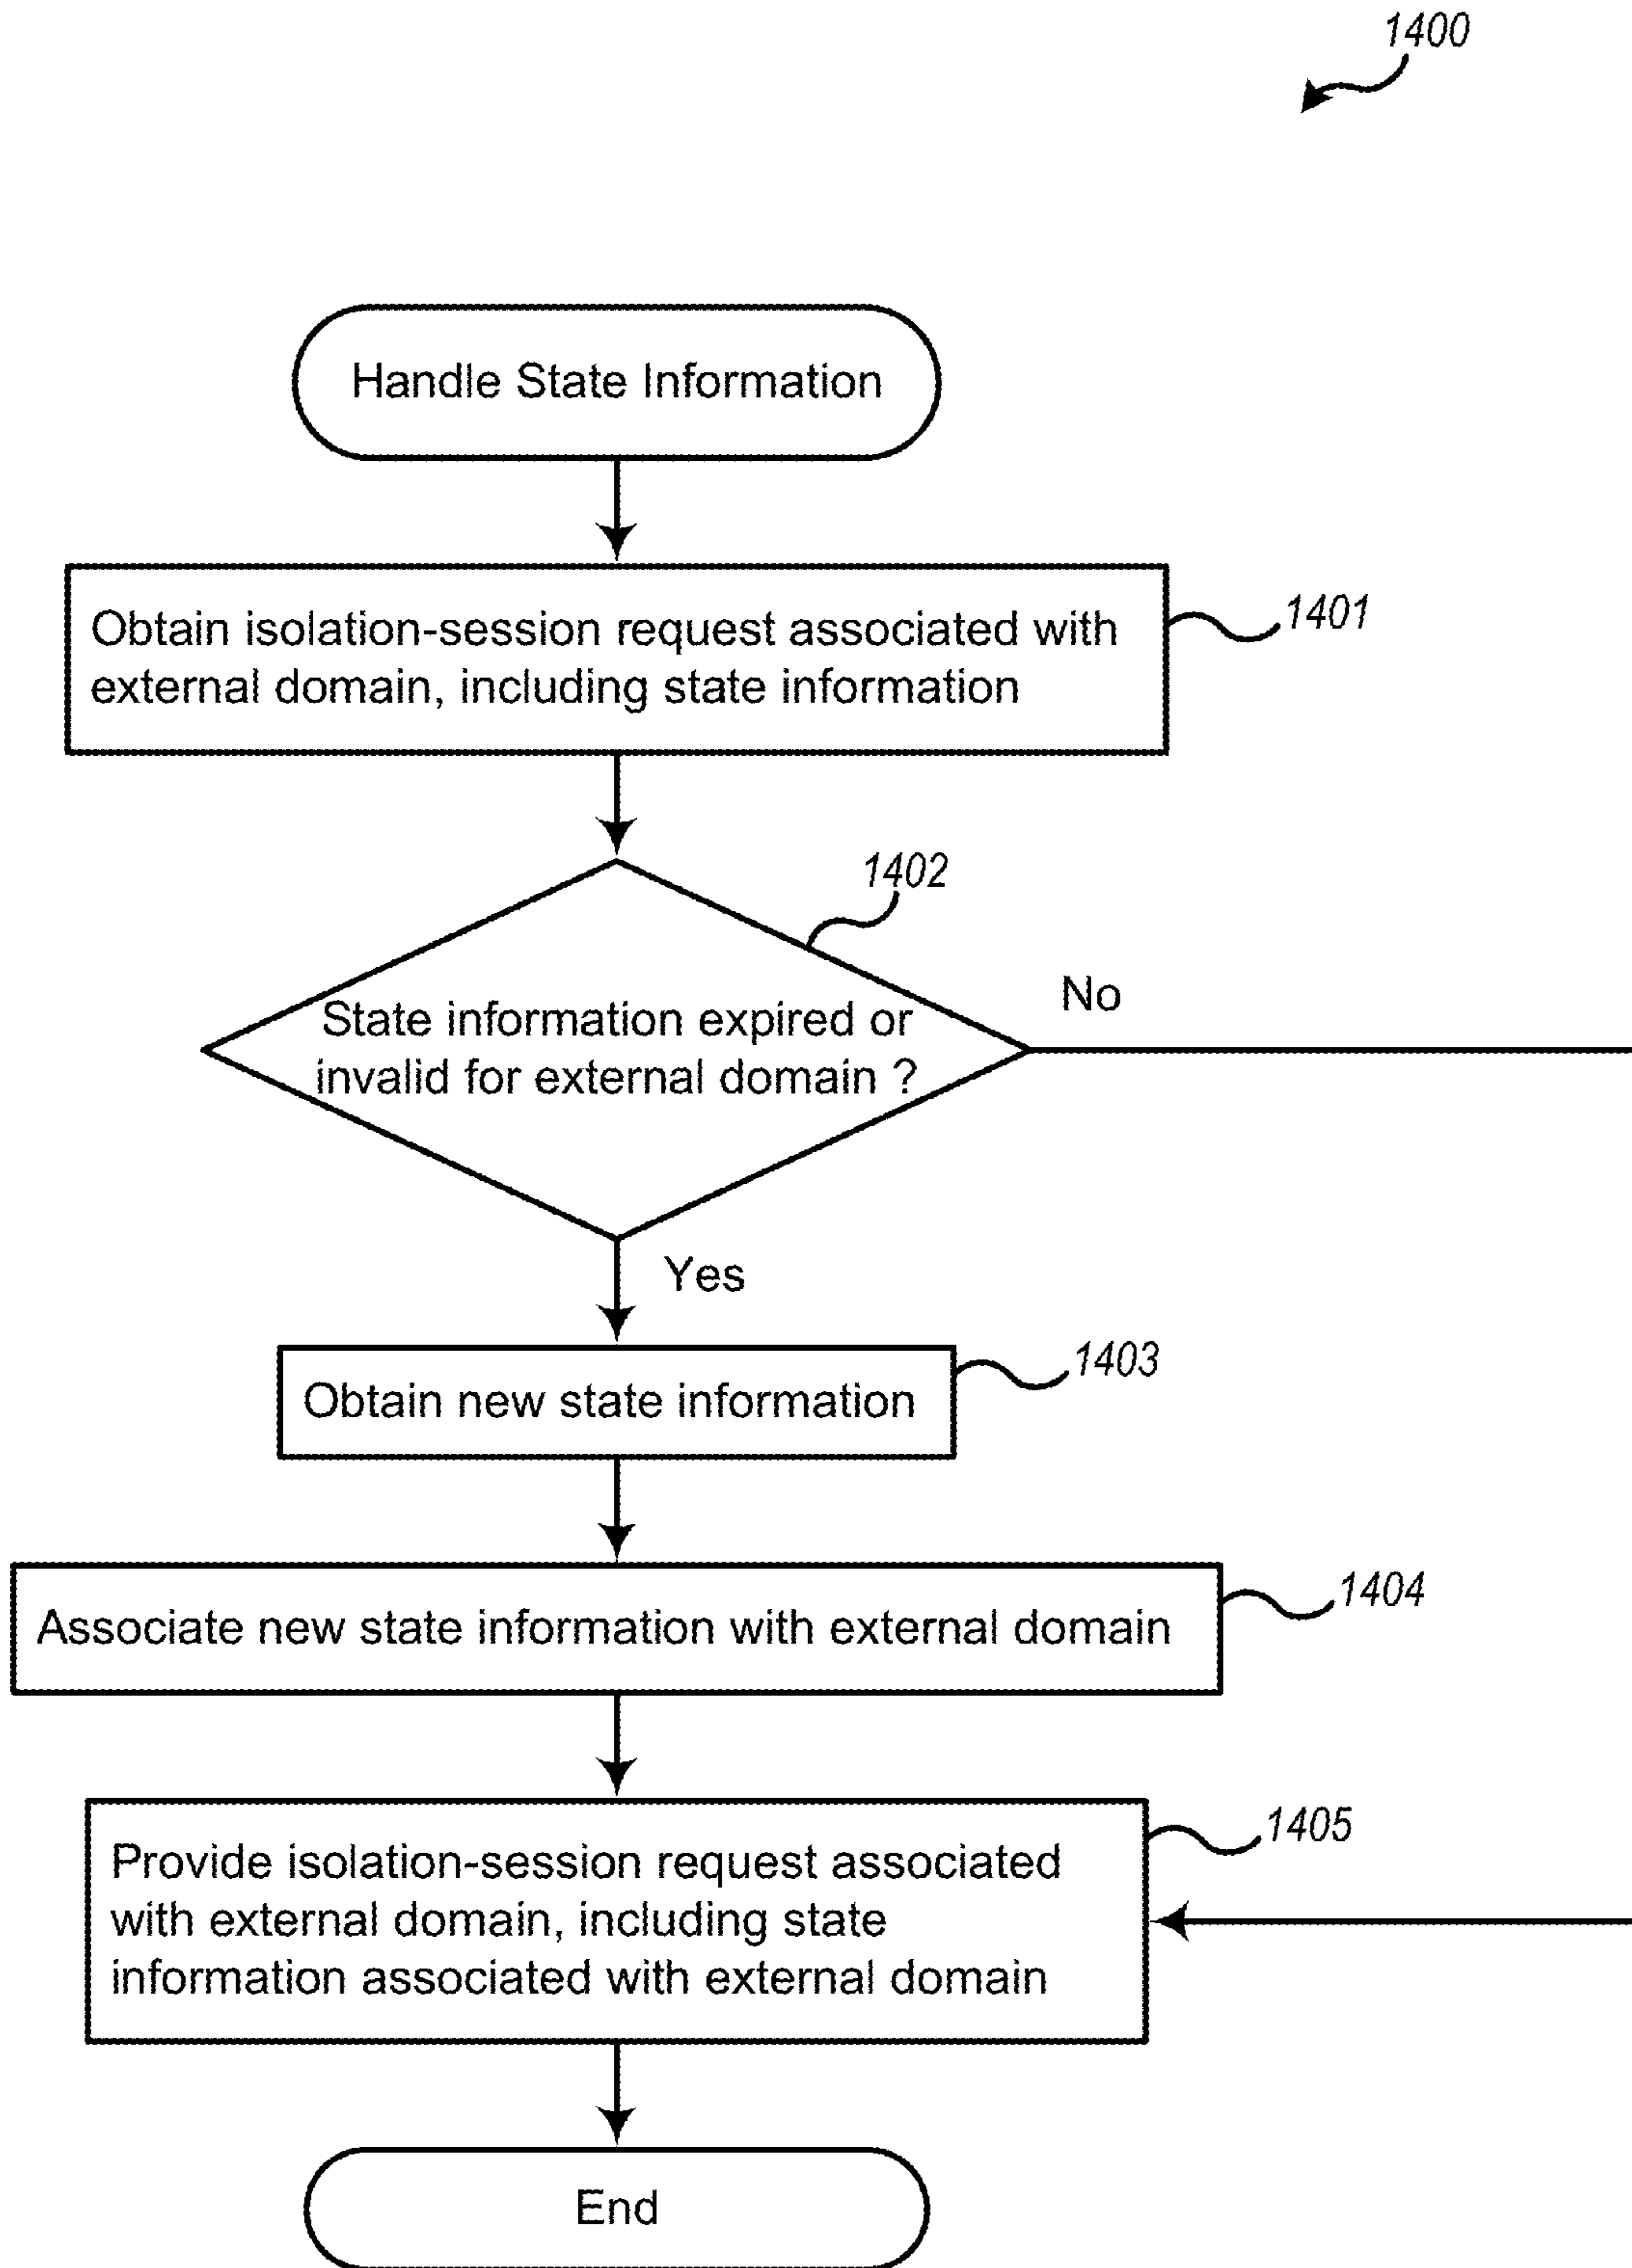 1400
Handle State Information
Obtain isolation-session request associated with
external domain, including state information
1401
1402
State information expired or
invalid for external domain ?
No
Yes
Obtain new state information
1403
Associate new state information with external domain
1404
Provide isolation-session request associated
with external domain, including state
information associated with external domain
1405
End